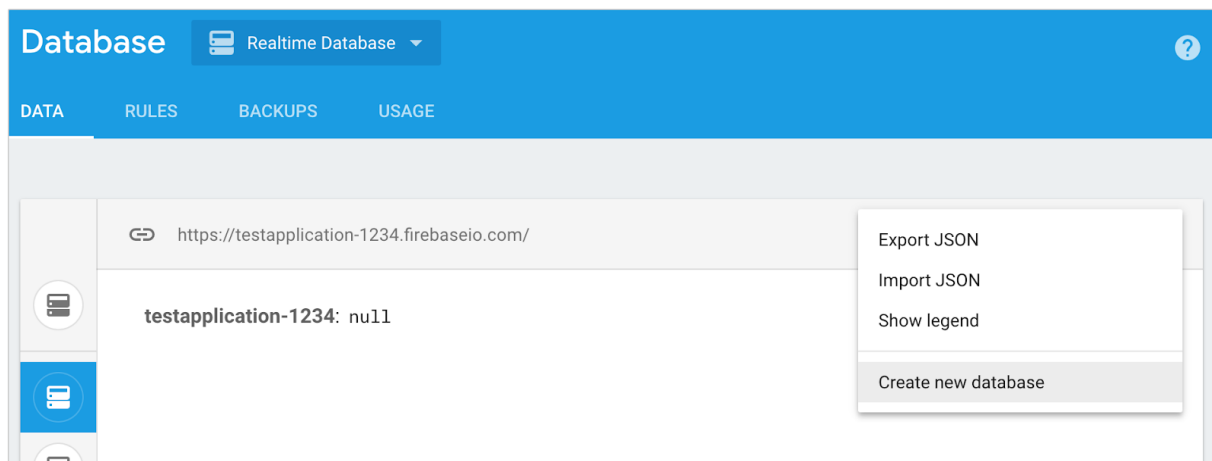 Database Realtime Database ?
DATA RULES BACKUPS USAGE
https://testapplication-1234.firebaseio.com/
testapplication-1234: null
Export JSON
Import JSON
Show legend
Create new database